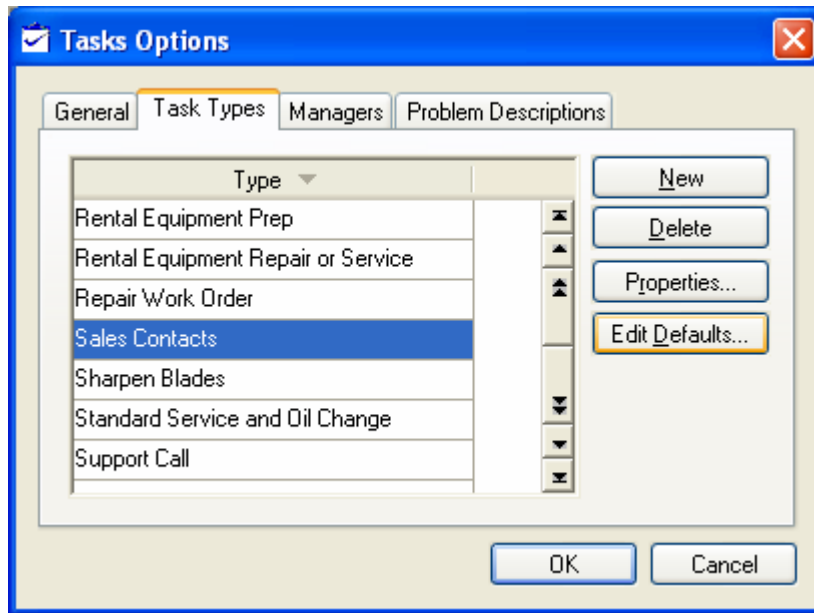 Tasks Options
General Task Types Managers Problem Descriptions
Type
Rental Equipment Prep
Rental Equipment Repair or Service
Repair Work Order
Sales Contacts
Sharpen Blades
Standard Service and Oil Change
Support Call
New
Delete
Properties...
Edit Defaults...
OK Cancel